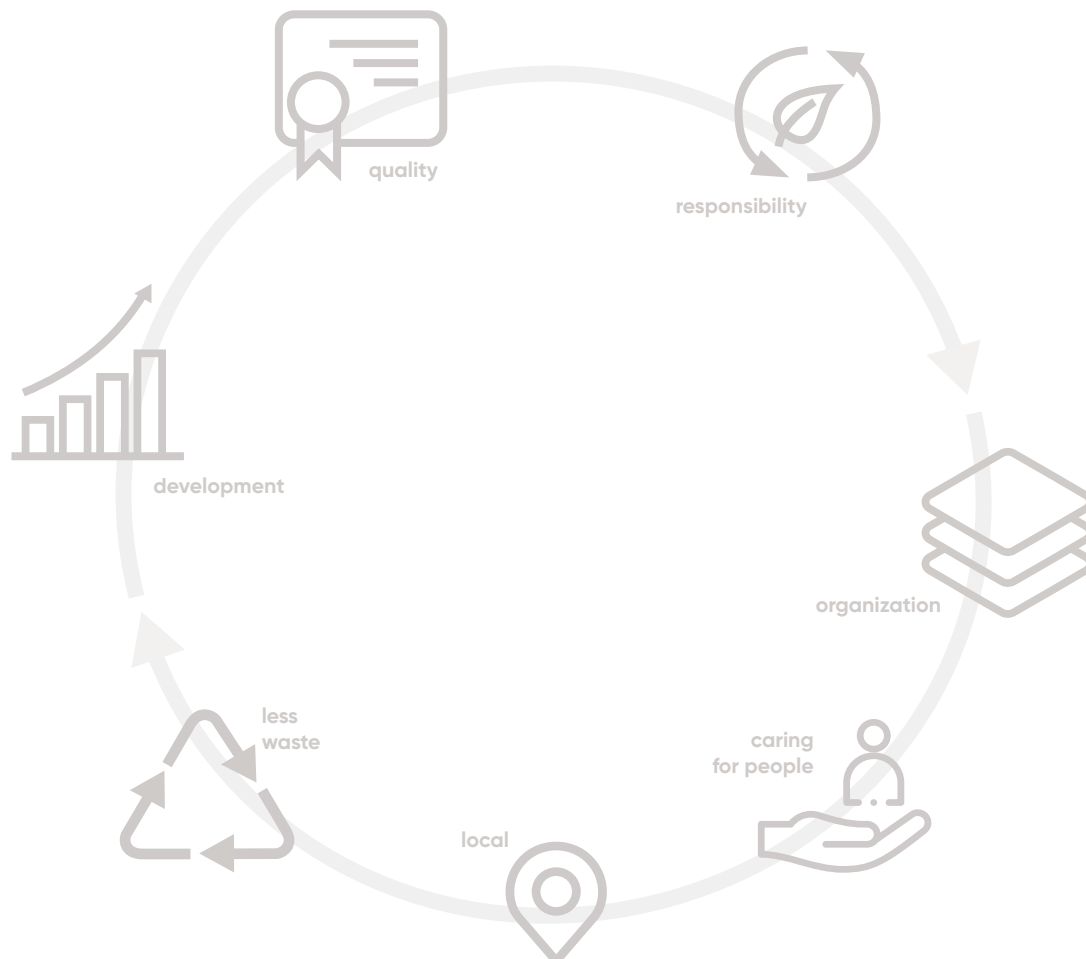 quality
responsibility
development
organization
less
waste
caring
for people
local